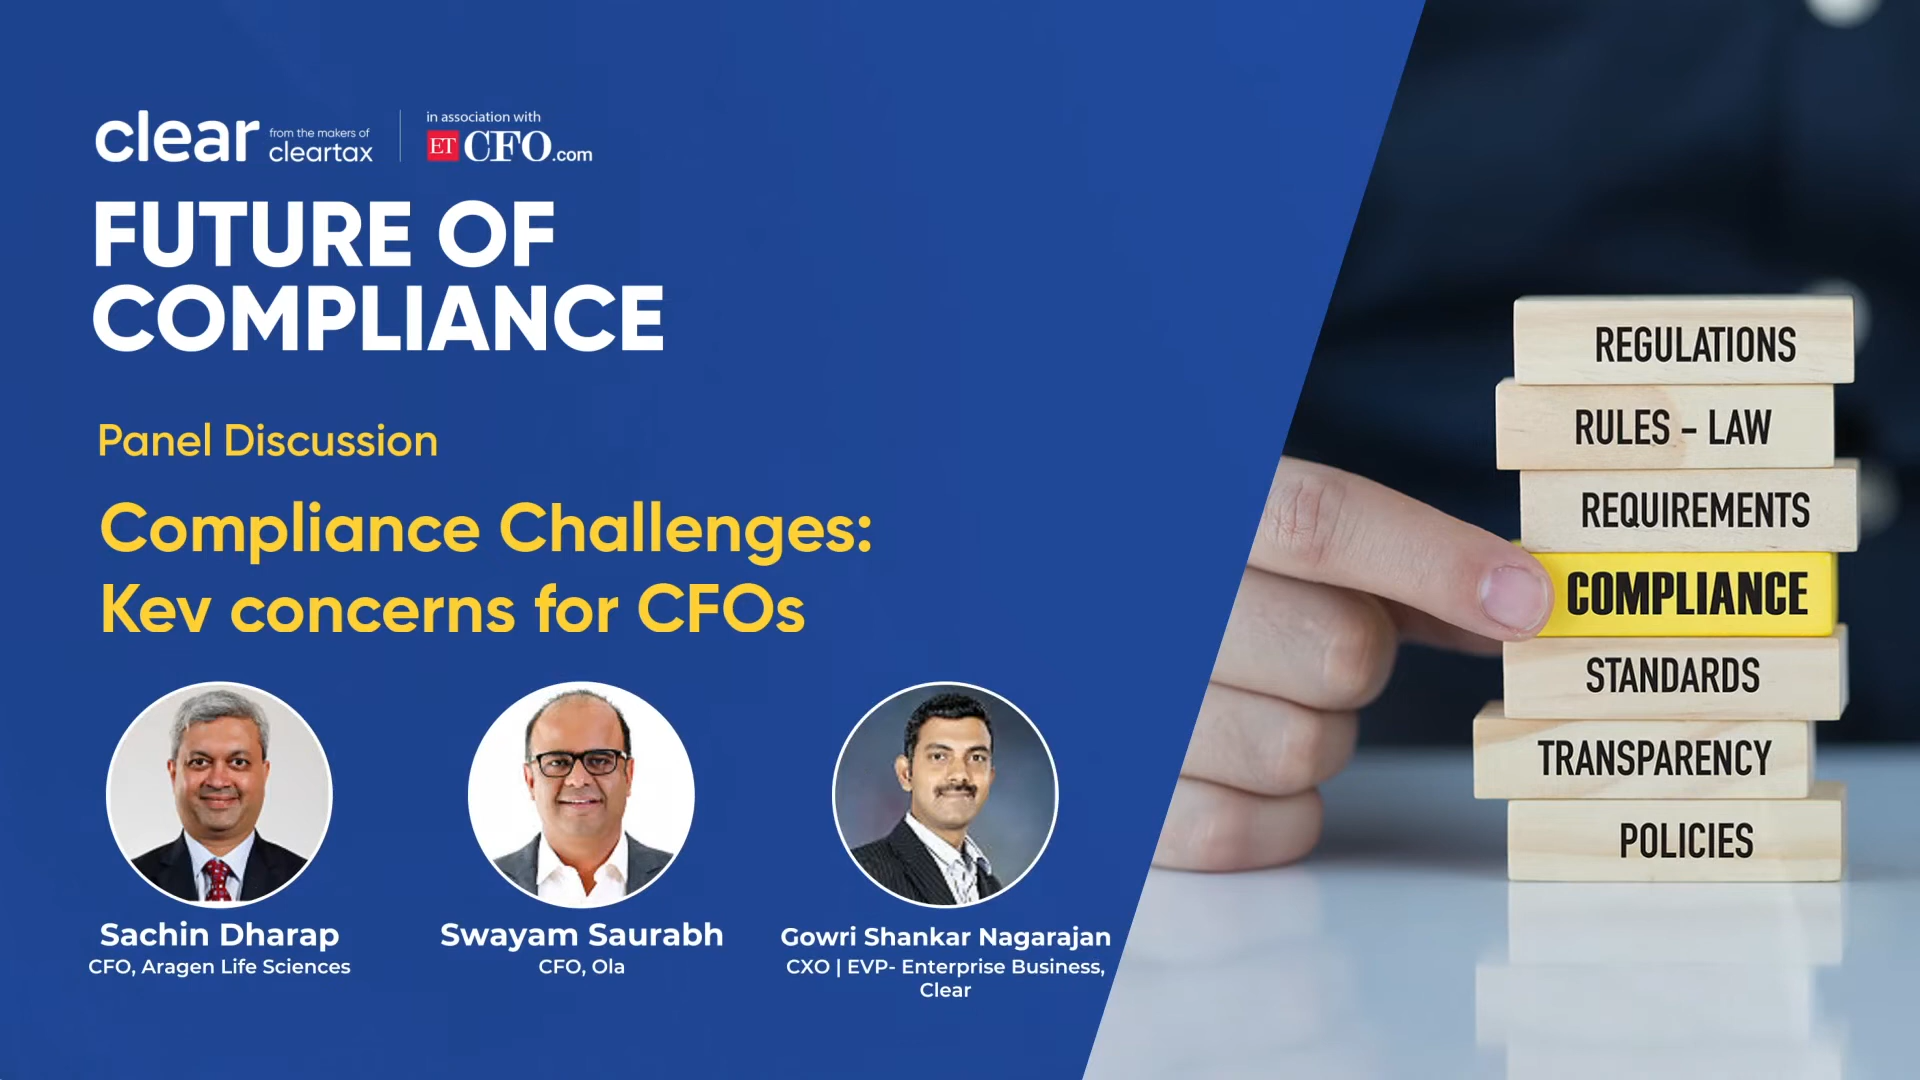 clear from the makers of cleartax
in association with
ET CFO.com
FUTURE OF
COMPLIANCE
Panel Discussion
Compliance Challenges:
Key concerns for CFOs
Sachin Dharap
CFO, Aragen Life Sciences
Swayam Saurabh
CFO, Ola
Gowri Shankar Nagarajan
CXO | EVP- Enterprise Business,
Clear
REGULATIONS
RULES - LAW
REQUIREMENTS
COMPLIANCE
STANDARDS
TRANSPARENCY
POLICIES